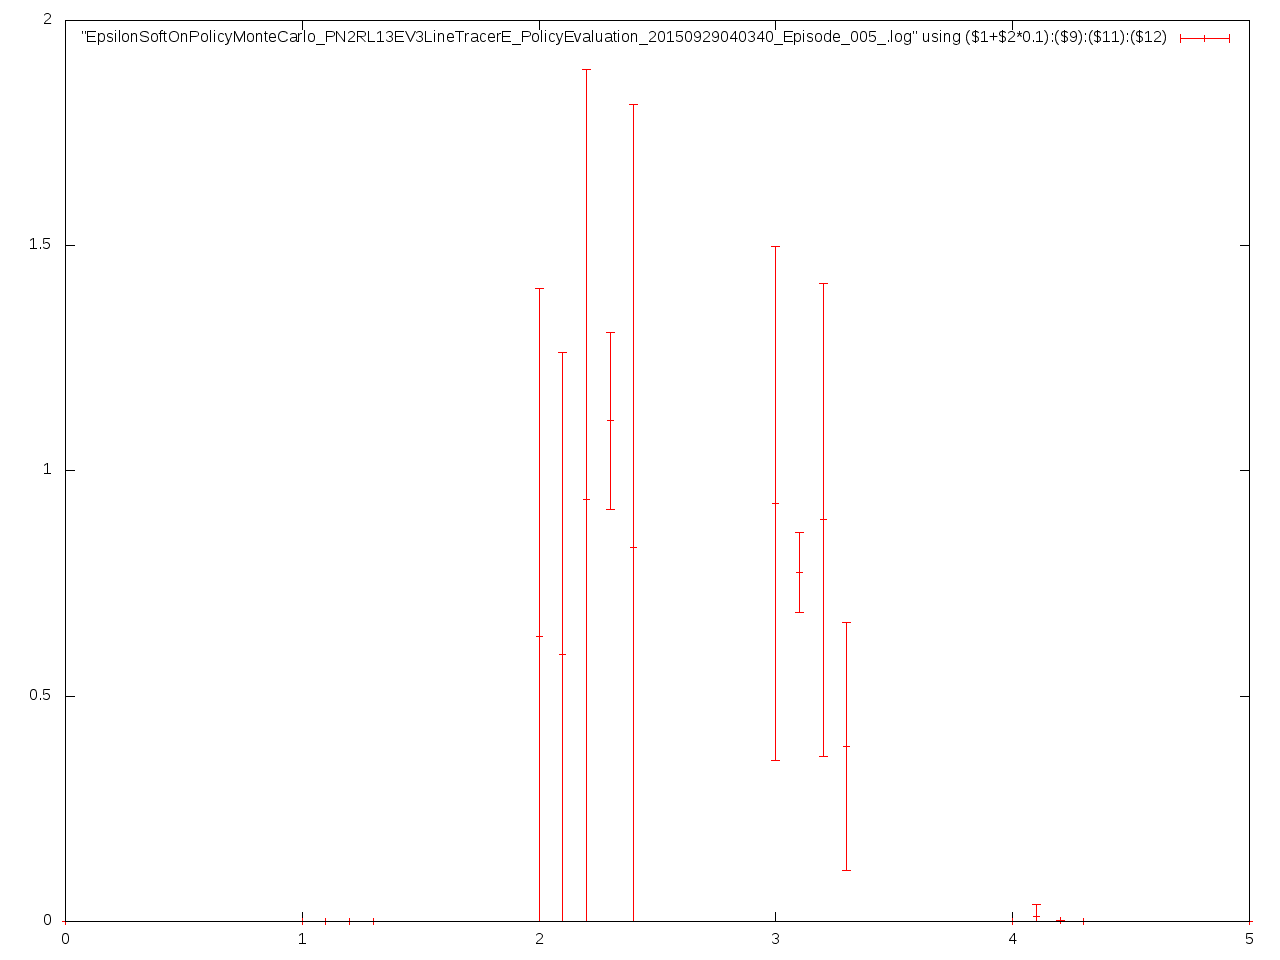 2
"EpsilonSoftOnPolicyMonteCarlo_PN2RL13EV3LineTracerE_PolicyEvaluation_20150929040340_Episode_005_.log" using ($1+$2*0.1):($9):($11):($12)
1.5
1
0.5
0
0 1 2 3 4 5